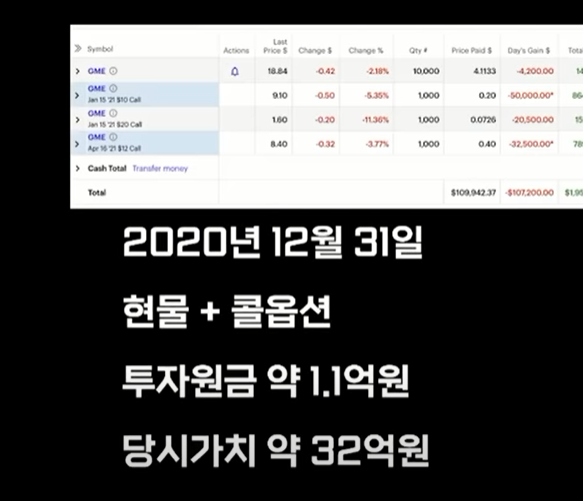 Symbol Actions Last Price $ Change $ Change % Qty # Price Paid $ Day's Gain $ Total
GME 18.84 -0.42 -2.18% 10,000 4.1133 -4,200.00 14
GME Jan 15 '21 $10 Call 9.10 -0.50 -5.35% 1,000 0.20 -50,000.00* 86
GME Jan 15 '21 $20 Call 1.60 -0.20 -11.36% 1,000 0.0726 -20,500.00 15
GME Apr 16 '21 $12 Call 8.40 -0.32 -3.77% 1,000 0.40 -32,500.00* 78
Cash Total Transfer money
Total $109,942.37 -$107,200.00 $1,9
2020년 12월 31일
현물 + 콜옵션
투자원금 약 1.1억원
당시가치 약 32억원